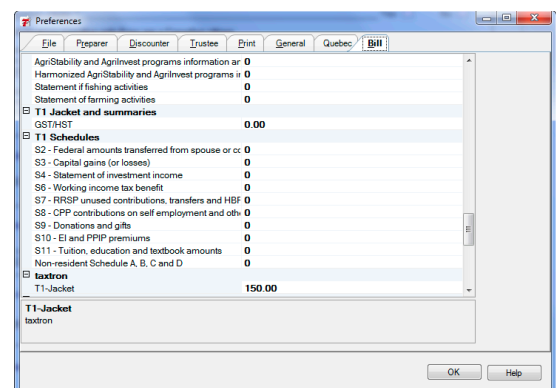 Preferences
File Preparer Discounter Trustee Print General Quebec Bill
AgriStability and AgriInvest programs information ar 0
Harmonized AgriStability and AgriInvest programs ir 0
Statement if fishing activities 0
Statement of farming activities 0
T1 Jacket and summaries
GST/HST 0.00
T1 Schedules
S2 - Federal amounts transferred from spouse or cc 0
S3 - Capital gains (or losses) 0
S4 - Statement of investment income 0
S6 - Working income tax benefit 0
S7 - RRSP unused contributions, transfers and HBF 0
S8 - CPP contributions on self employment and othe 0
S9 - Donations and gifts 0
S10 - EI and PPIP premiums 0
S11 - Tuition, education and textbook amounts 0
Non-resident Schedule A, B, C and D 0
taxtron
T1-Jacket 150.00
T1-Jacket
taxtron
OK Help